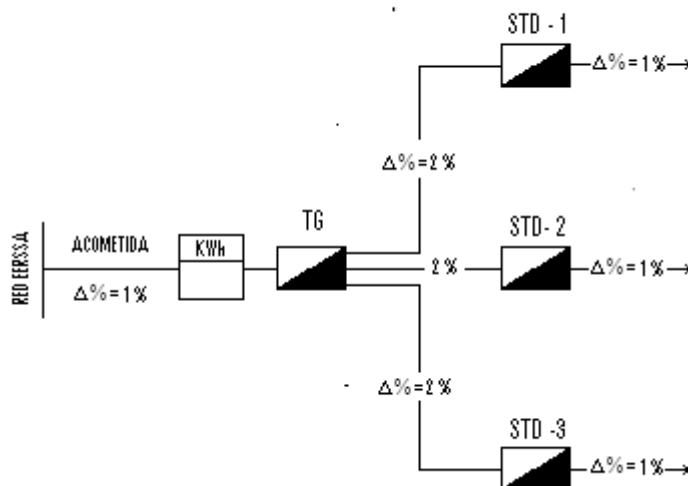 STD - 1
Δ%=1%
Δ%=2%
TG
STD- 2
RED EERSSA
ACOMETIDA
KWh
2%
Δ%=1%
Δ%=1%
Δ%=2%
STD -3
Δ%=1%